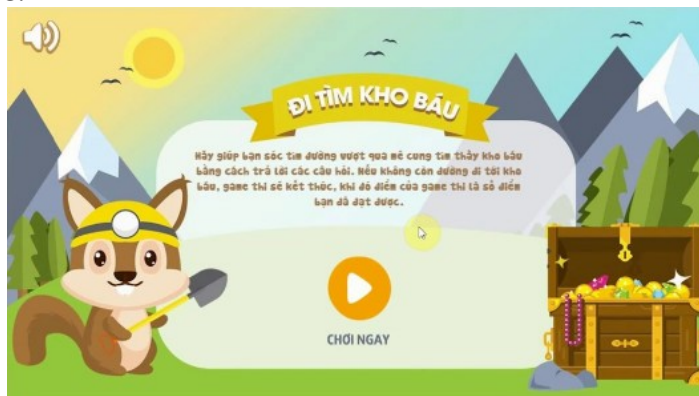 ĐI TÌM KHO BÁU
Hãy giúp bạn sóc tìm đường vượt qua mê cung tìm thấy kho báu
bằng cách trả lời các câu hỏi. Nếu không còn đường đi tới kho
báu, game thì sẽ kết thúc, khi đó điểm của game thì là số điểm
bạn đã đạt được.
CHƠI NGAY